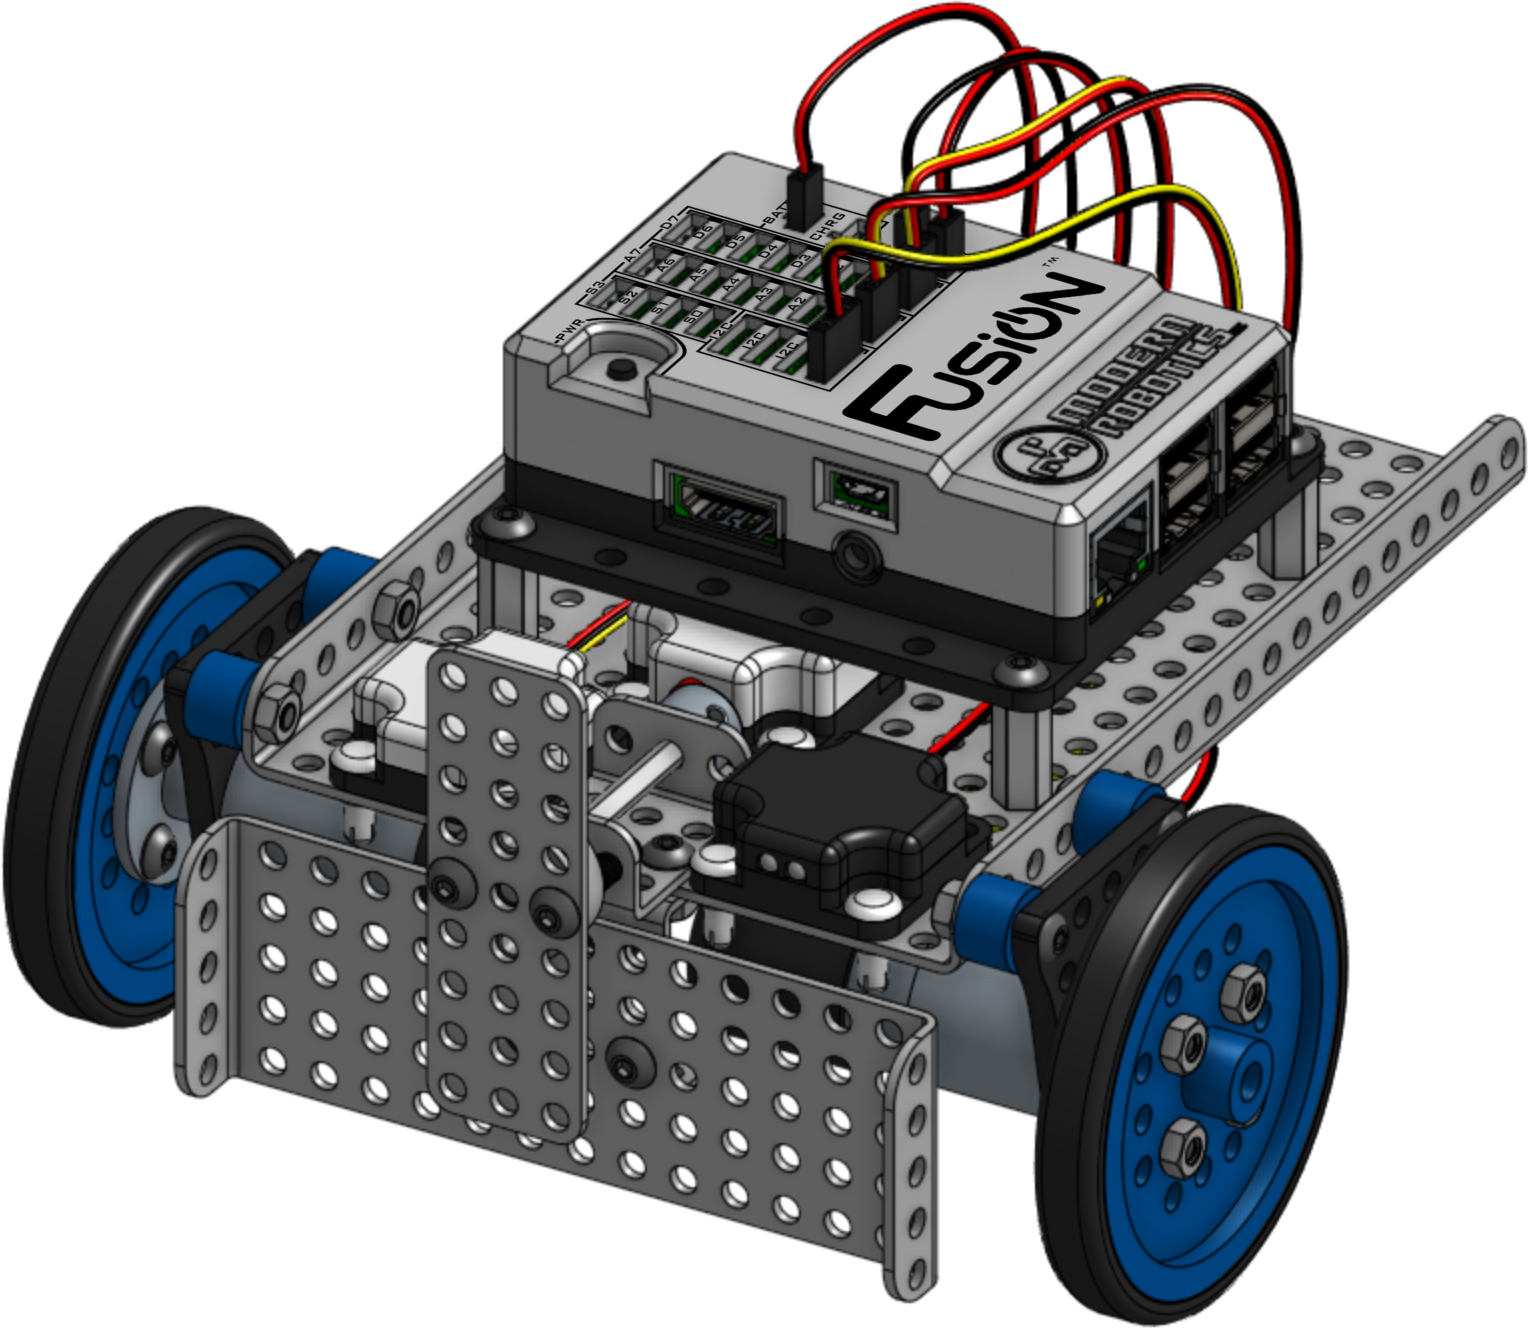 BAT
CHRG
D7
D6
D5
D4
D3
A7
A6
A5
A4
A3
A2
S3
S2
S1
S0
I2C
I2C
I2C
PWR
FUSiON™
MODERN
ROBOTICS